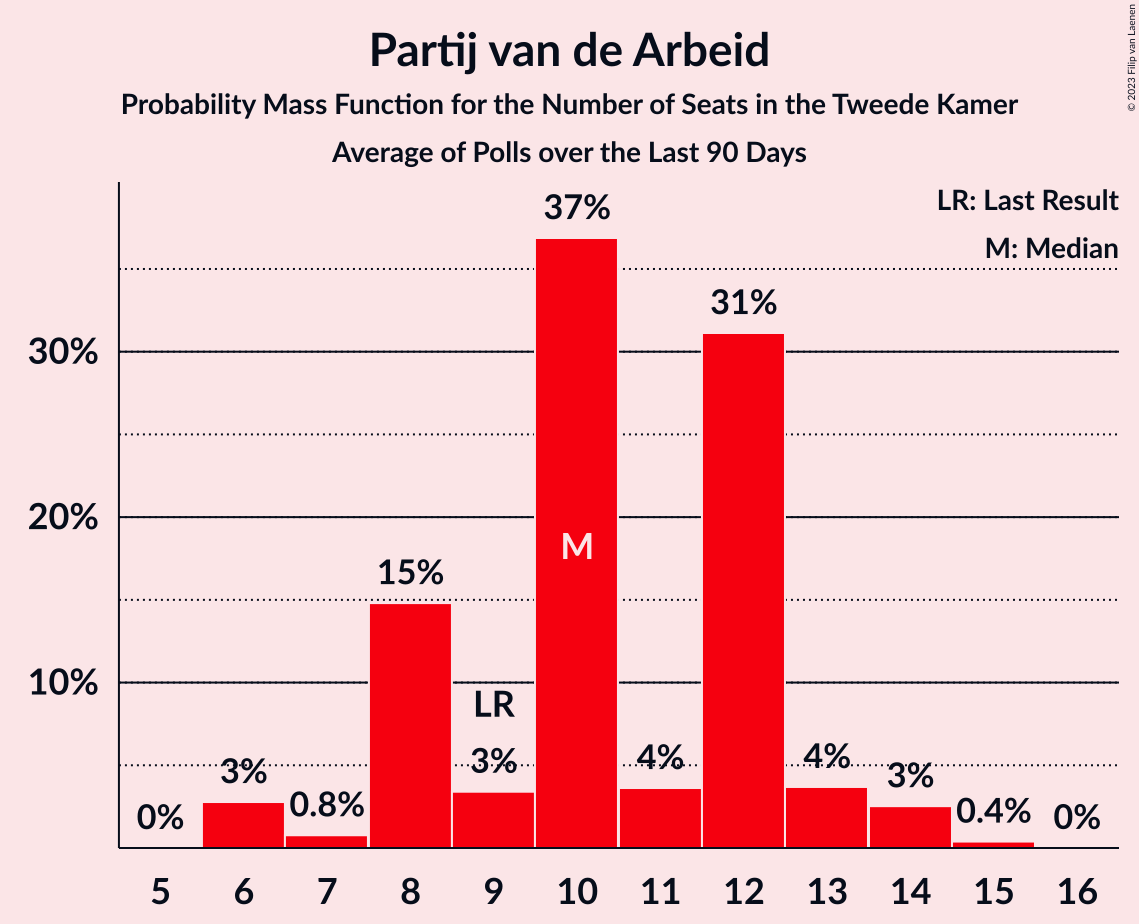 Partij van de Arbeid
Probability Mass Function for the Number of Seats in the Tweede Kamer
Average of Polls over the Last 90 Days
© 2023 Filip van Laenen
LR: Last Result
M: Median
37%
31%
30%
20%
M
15%
10%
LR
3%
4%
4%
3%
3%
0%
0.8%
0.4%
0%
5 6 7 8 9 10 11 12 13 14 15 16